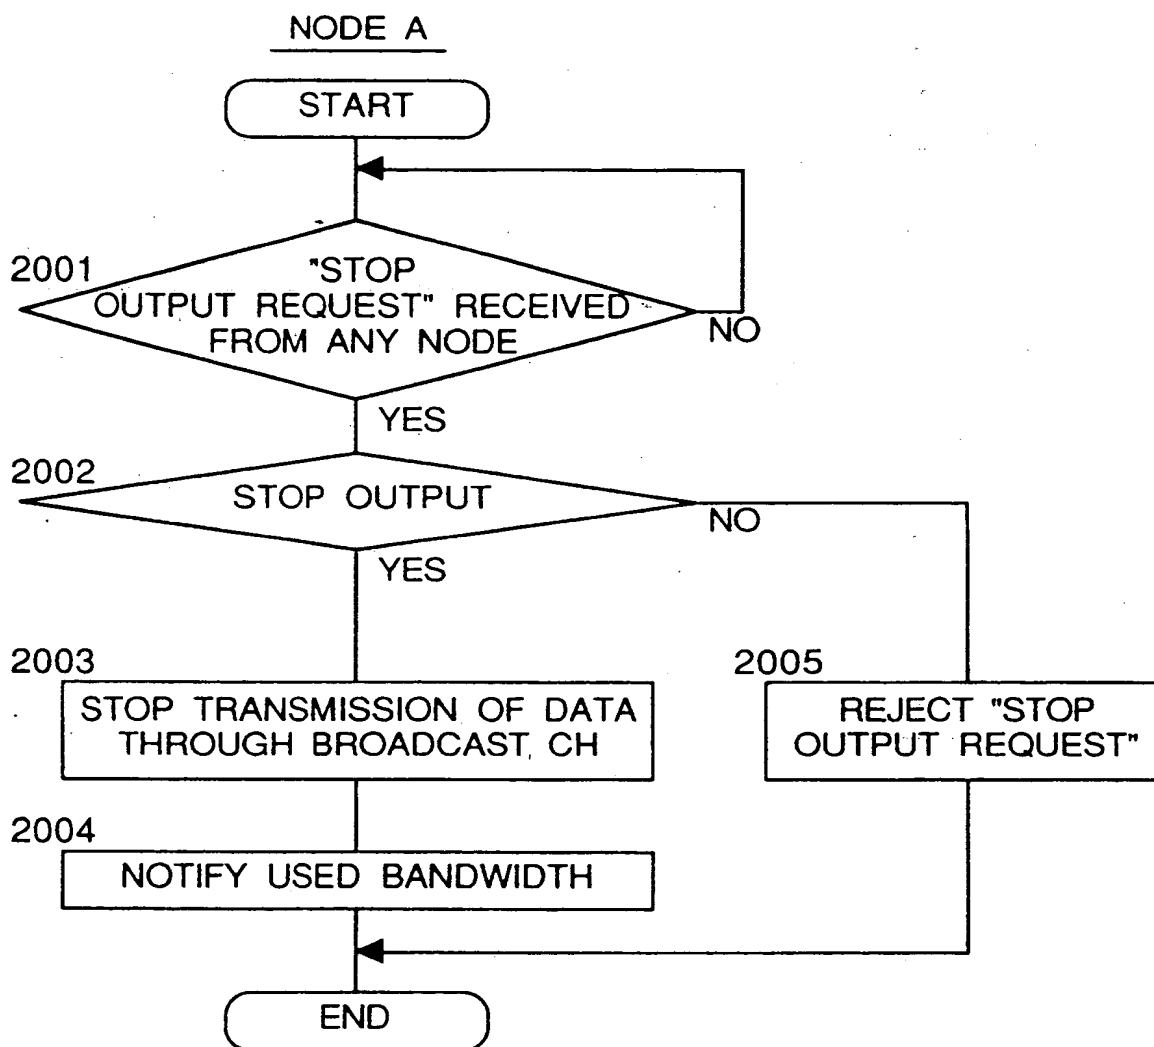 NODE A
START
2001
"STOP
OUTPUT REQUEST" RECEIVED
FROM ANY NODE
NO
YES
2002
STOP OUTPUT
NO
YES
2003
STOP TRANSMISSION OF DATA
THROUGH BROADCAST CH
2005
REJECT "STOP
OUTPUT REQUEST"
2004
NOTIFY USED BANDWIDTH
END